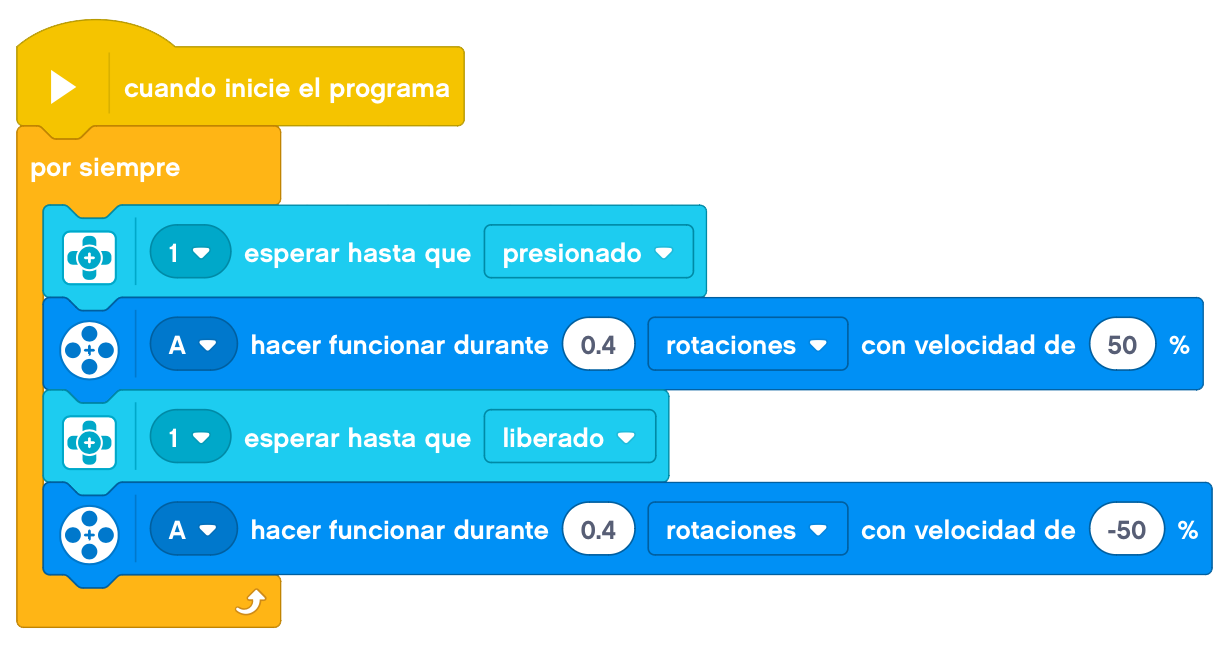 cuando inicie el programa
por siempre
1 esperar hasta que presionado
A hacer funcionar durante 0.4 rotaciones con velocidad de 50 %
1 esperar hasta que liberado
A hacer funcionar durante 0.4 rotaciones con velocidad de -50 %